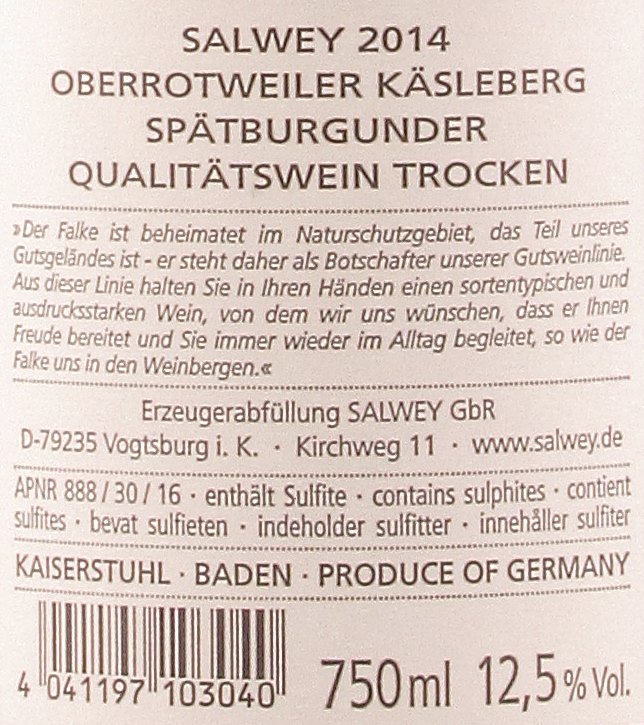 SALWEY 2014
OBERROTWEILER KÄSLEBERG
SPÄTBURGUNDER
QUALITÄTSWEIN TROCKEN
»Der Falke ist beheimatet im Naturschutzgebiet, das Teil unseres
Gutsgeländes ist - er steht daher als Botschafter unserer Gutsweinlinie.
Aus dieser Linie halten Sie in Ihren Händen einen sortentypischen und
ausdrucksstarken Wein, von dem wir uns wünschen, dass er Ihnen
Freude bereitet und Sie immer wieder im Alltag begleitet, so wie der
Falke uns in den Weinbergen.«
Erzeugerabfüllung SALWEY GbR
D-79235 Vogtsburg i. K. · Kirchweg 11 · www.salwey.de
APNR 888 / 30 / 16 · enthält Sulfite · contains sulphites · contient
sulfites · bevat sulfieten · indeholder sulfitter · innehåller sulfiter
KAISERSTUHL · BADEN · PRODUCE OF GERMANY
4 041197 103040 750ml 12,5 % Vol.